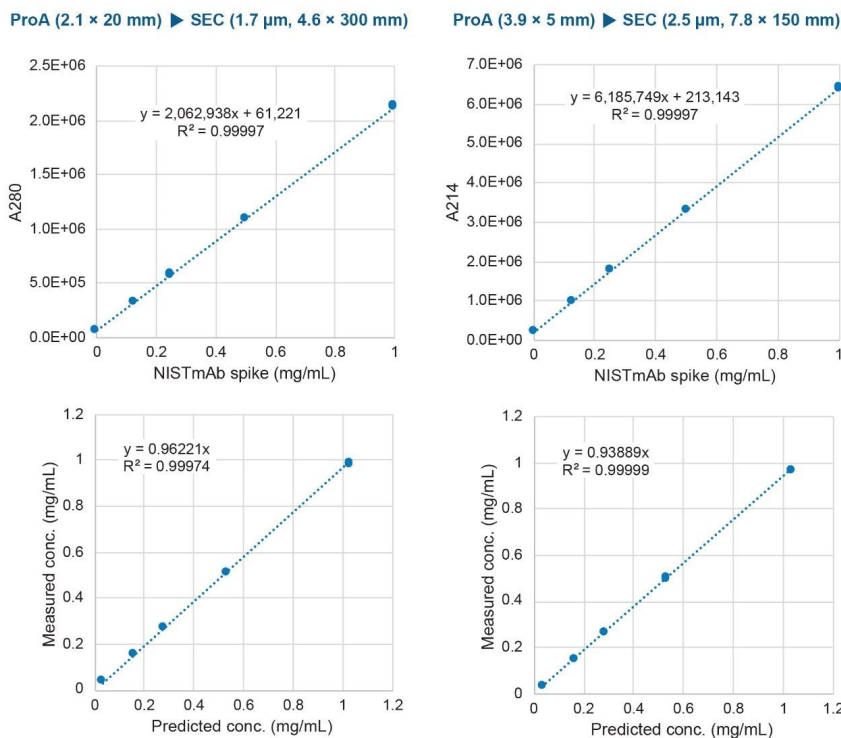 ProA (2.1 × 20 mm) ▶ SEC (1.7 µm, 4.6 × 300 mm)
2.5E+06
2.0E+06
1.5E+06
1.0E+06
5.0E+05
0.0E+00
A280
y = 2,062,938x + 61,221
R² = 0.99997
0 0.2 0.4 0.6 0.8 1
NISTmAb spike (mg/mL)
ProA (3.9 × 5 mm) ▶ SEC (2.5 µm, 7.8 × 150 mm)
7.0E+06
6.0E+06
5.0E+06
4.0E+06
3.0E+06
2.0E+06
1.0E+06
0.0E+00
A214
y = 6,185,749x + 213,143
R² = 0.99997
0 0.2 0.4 0.6 0.8 1
NISTmAb spike (mg/mL)
1.2
1
0.8
0.6
0.4
0.2
0
Measured conc. (mg/mL)
y = 0.96221x
R² = 0.99974
0 0.2 0.4 0.6 0.8 1 1.2
Predicted conc. (mg/mL)
1.2
1
0.8
0.6
0.4
0.2
0
Measured conc. (mg/mL)
y = 0.93889x
R² = 0.99999
0 0.2 0.4 0.6 0.8 1 1.2
Predicted conc. (mg/mL)